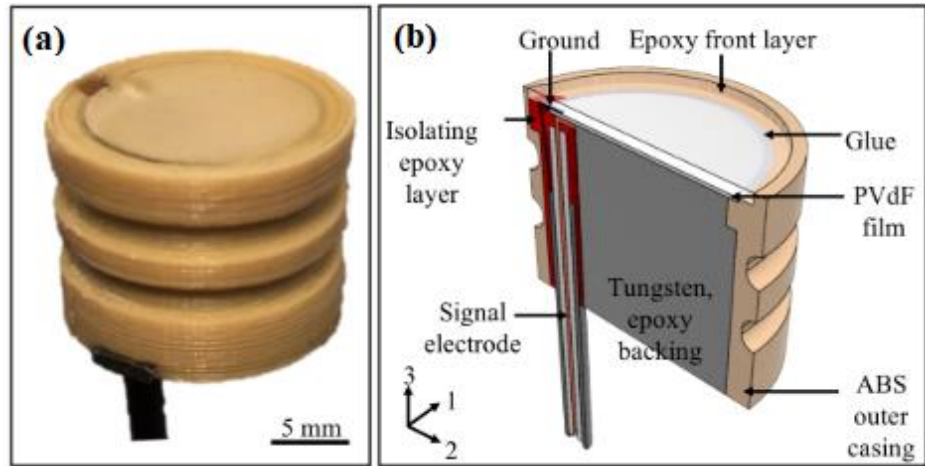 (a)
5 mm
(b)
Ground
Epoxy front layer
Isolating
epoxy
layer
Glue
PVdF
film
Signal
electrode
Tungsten,
epoxy
backing
ABS
outer
casing
3
1
2